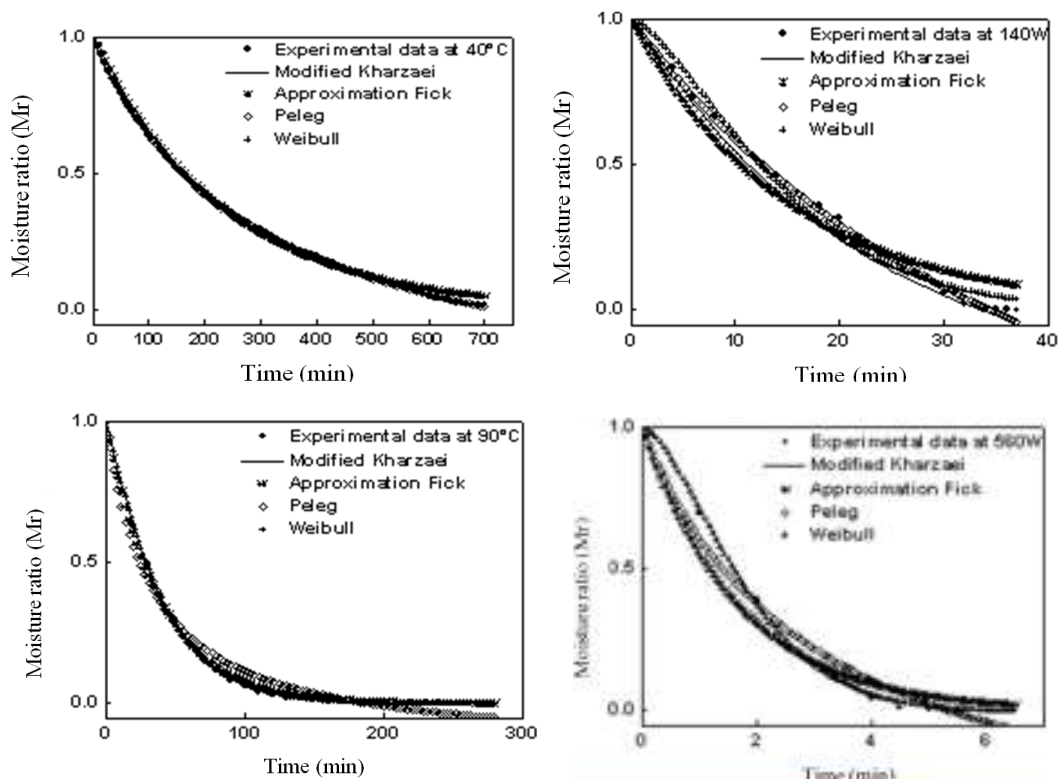 1.0
Experimental data at 40ºC
Modified Kharzaei
Approximation Fick
Peleg
Weibull
0.5
0.0
Moisture ratio (Mr)
0 100 200 300 400 500 600 700
Time (min)
1.0
Experimental data at 140W
Modified Kharzaei
Approximation Fick
Peleg
Weibull
0.5
0.0
Moisture ratio (Mr)
0 10 20 30 40
Time (min)
1.0
Experimental data at 90ºC
Modified Kharzaei
Approximation Fick
Peleg
Weibull
0.5
0.0
Moisture ratio (Mr)
0 100 200 300
Time (min)
1.0
Experimental data at 560W
Modified Kharzaei
Approximation Fick
Peleg
Weibull
0.5
0.0
Moisture ratio (Mr)
0 2 4 6
Time (min)